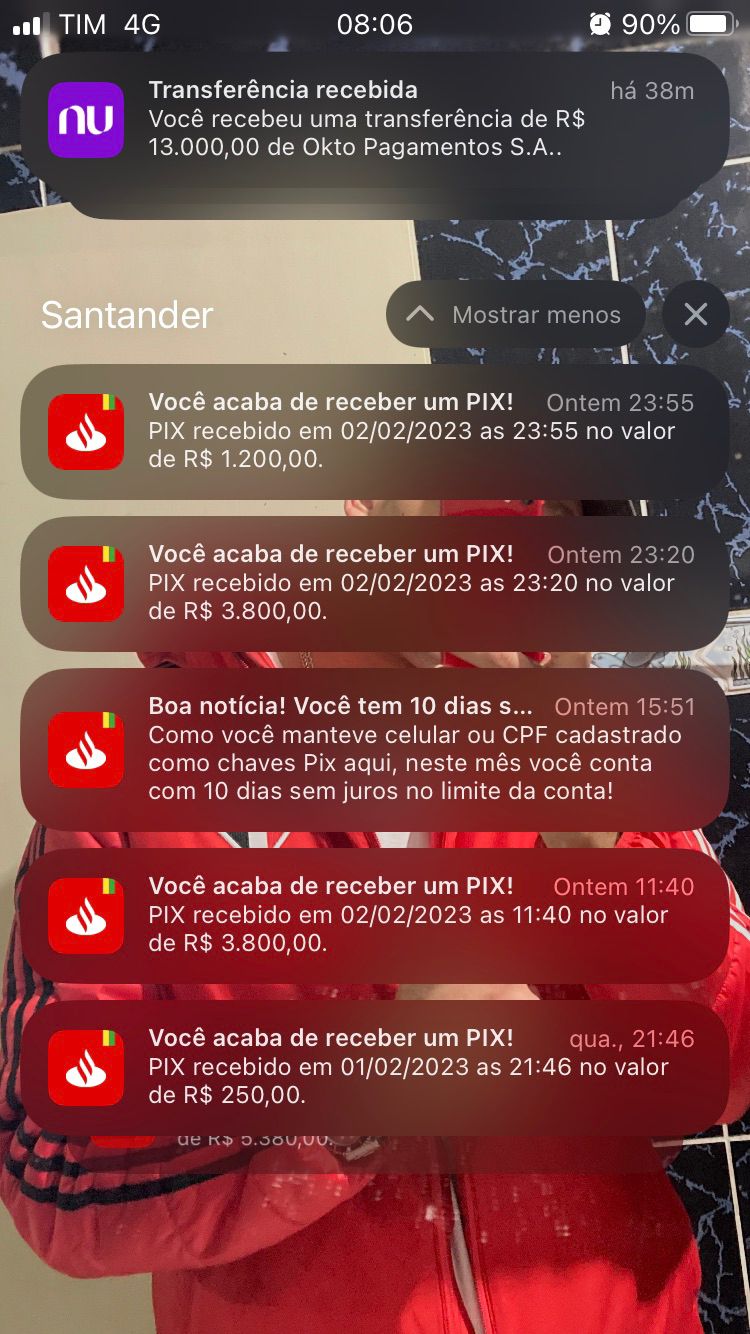 TIM 4G 08:06 90%
nu
Transferência recebida há 38m
Você recebeu uma transferência de R$
13.000,00 de Okto Pagamentos S.A..
Santander Mostrar menos
Você acaba de receber um PIX! Ontem 23:55
PIX recebido em 02/02/2023 as 23:55 no valor
de R$ 1.200,00.
Você acaba de receber um PIX! Ontem 23:20
PIX recebido em 02/02/2023 as 23:20 no valor
de R$ 3.800,00.
Boa notícia! Você tem 10 dias s... Ontem 15:51
Como você manteve celular ou CPF cadastrado
como chaves Pix aqui, neste mês você conta
com 10 dias sem juros no limite da conta!
Você acaba de receber um PIX! Ontem 11:40
PIX recebido em 02/02/2023 as 11:40 no valor
de R$ 3.800,00.
Você acaba de receber um PIX! qua., 21:46
PIX recebido em 01/02/2023 as 21:46 no valor
de R$ 250,00.
de R$ 5.380,00.